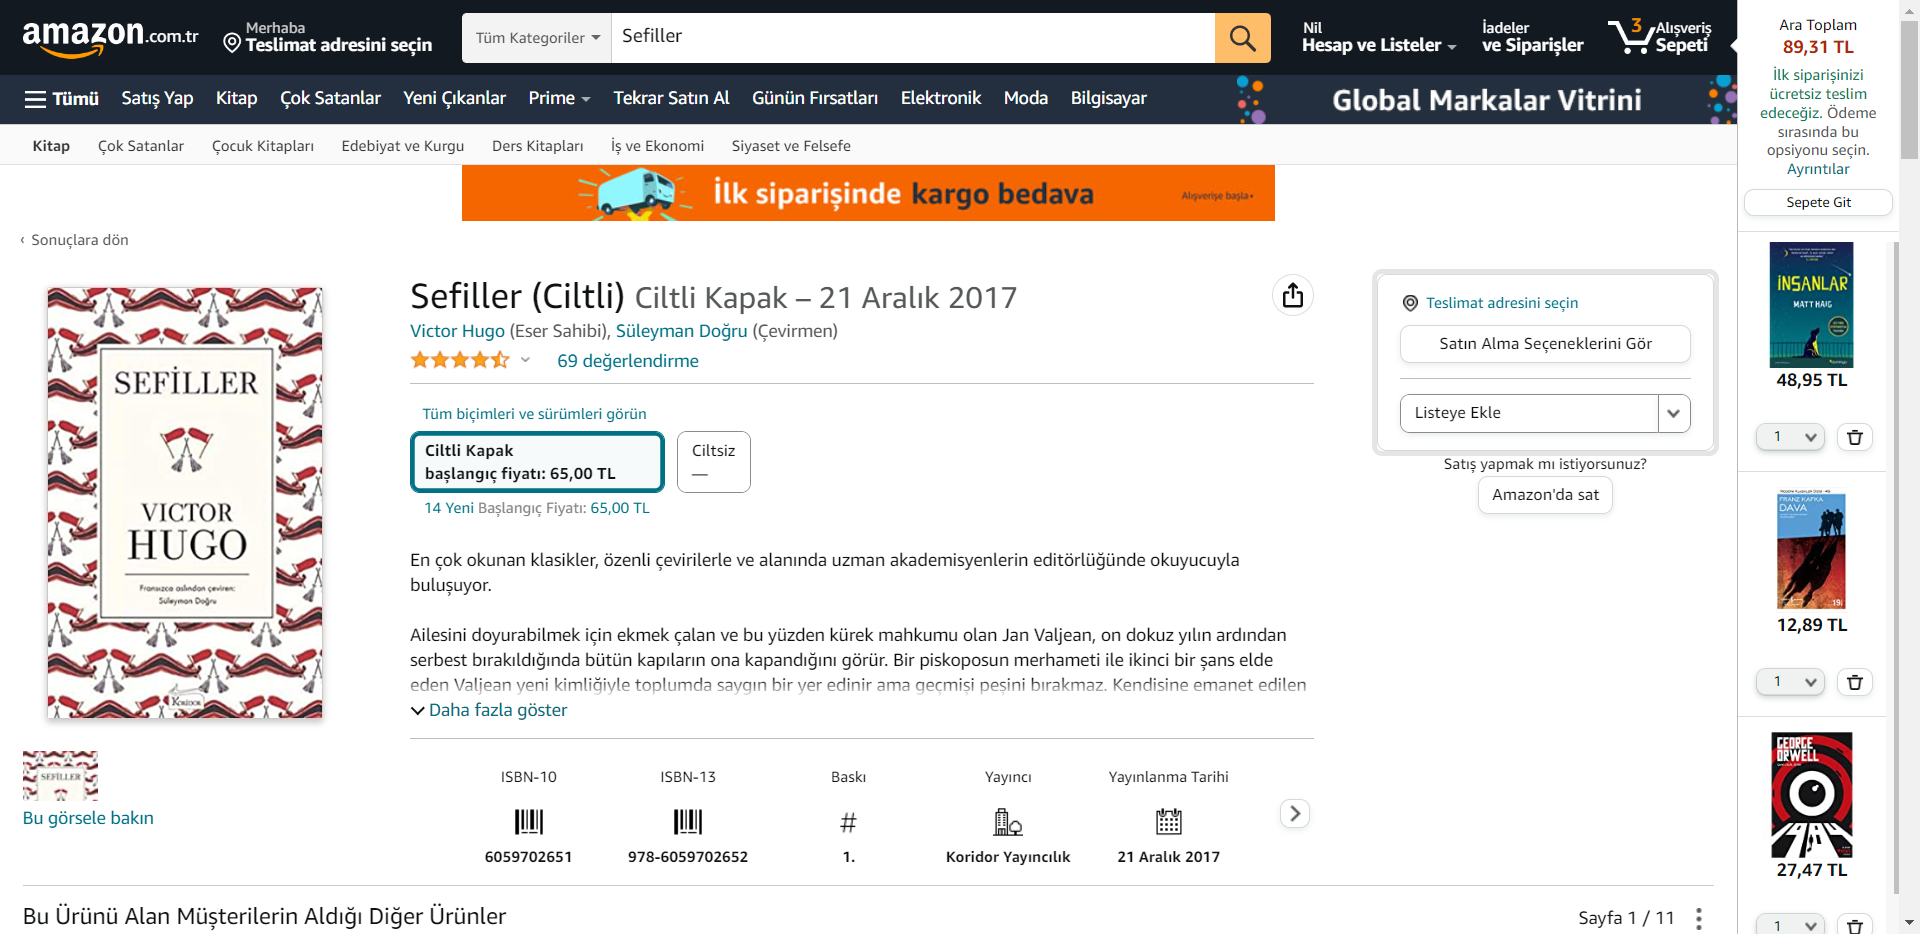 amazon.com.tr
Merhaba
Teslimat adresini seçin
Tüm Kategoriler
Sefiller
Nil
Hesap ve Listeler
İadeler
ve Siparişler
3
Alışveriş
Sepeti
Tümü
Satış Yap
Kitap
Çok Satanlar
Yeni Çıkanlar
Prime
Tekrar Satın Al
Günün Fırsatları
Elektronik
Moda
Bilgisayar
Global Markalar Vitrini
Kitap
Çok Satanlar
Çocuk Kitapları
Edebiyat ve Kurgu
Ders Kitapları
İş ve Ekonomi
Siyaset ve Felsefe
İlk siparişinde kargo bedava
Alışverişe başla
‹ Sonuçlara dön
SEFİLLER
VICTOR
HUGO
Fransızca aslından çeviren:
Süleyman Doğru
KORİDOR
SEFİLLER
Bu görsele bakın
Sefiller (Ciltli) Ciltli Kapak – 21 Aralık 2017
Victor Hugo (Eser Sahibi), Süleyman Doğru (Çevirmen)
69 değerlendirme
Tüm biçimleri ve sürümleri görün
Ciltli Kapak
başlangıç fiyatı: 65,00 TL
Ciltsiz
—
14 Yeni Başlangıç Fiyatı: 65,00 TL
En çok okunan klasikler, özenli çevirilerle ve alanında uzman akademisyenlerin editörlüğünde okuyucuyla
buluşuyor.
Ailesini doyurabilmek için ekmek çalan ve bu yüzden kürek mahkumu olan Jan Valjean, on dokuz yılın ardından
serbest bırakıldığında bütün kapıların ona kapandığını görür. Bir piskoposun merhameti ile ikinci bir şans elde
eden Valjean yeni kimliğiyle toplumda saygın bir yer edinir ama geçmişi peşini bırakmaz. Kendisine emanet edilen
Daha fazla göster
ISBN-10
6059702651
ISBN-13
978-6059702652
Baskı
#
1.
Yayıncı
Koridor Yayıncılık
Yayınlanma Tarihi
21 Aralık 2017
Teslimat adresini seçin
Satın Alma Seçeneklerini Gör
Listeye Ekle
Satış yapmak mı istiyorsunuz?
Amazon'da sat
Bu Ürünü Alan Müşterilerin Aldığı Diğer Ürünler
Sayfa 1 / 11
Ara Toplam
89,31 TL
İlk siparişinizi
ücretsiz teslim
edeceğiz. Ödeme
sırasında bu
opsiyonu seçin.
Ayrıntılar
Sepete Git
İNSANLAR
MATT HAIG
48,95 TL
1
FRANZ KAFKA
DAVA
12,89 TL
1
GEORGE
ORWELL
27,47 TL
1